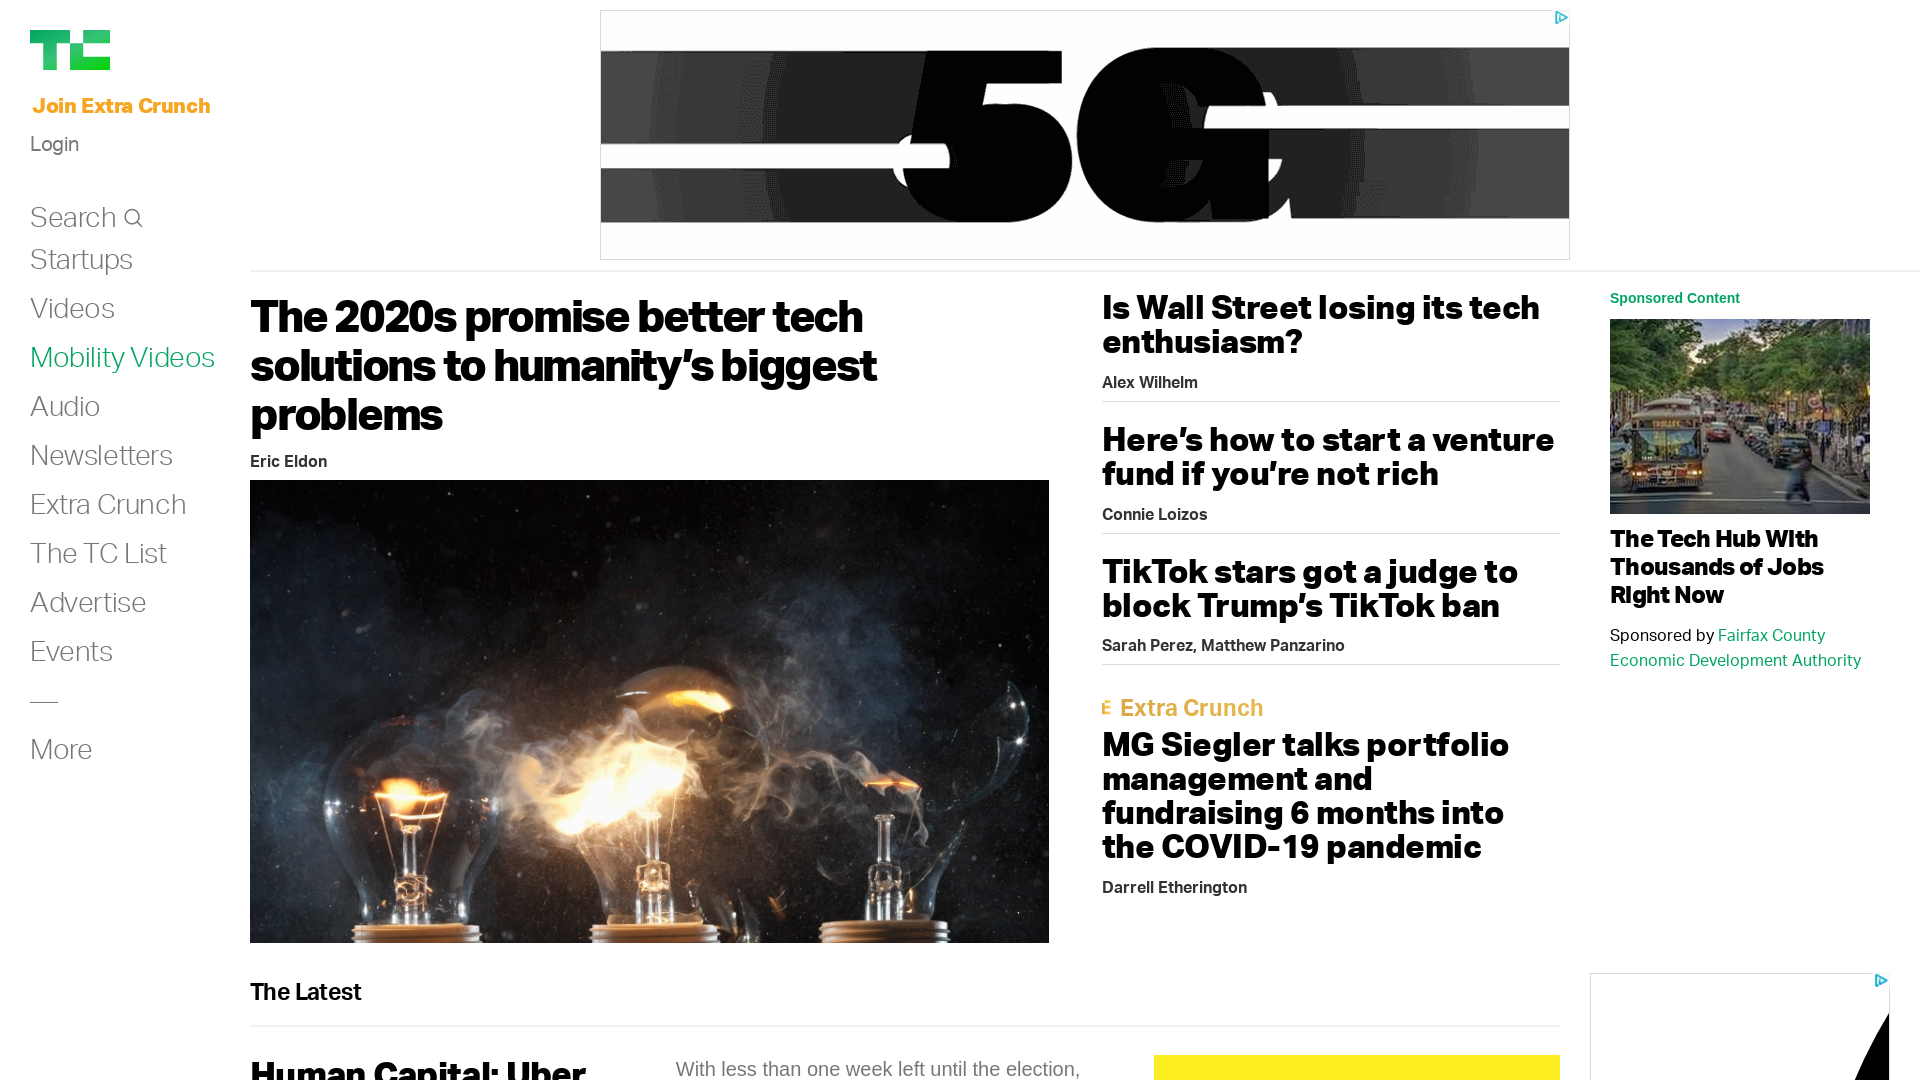 TC
Join Extra Crunch
Login
Search
Startups
Videos
Mobility Videos
Audio
Newsletters
Extra Crunch
The TC List
Advertise
Events
More
5G
The 2020s promise better tech
solutions to humanity’s biggest
problems
Eric Eldon
Is Wall Street losing its tech
enthusiasm?
Alex Wilhelm
Here’s how to start a venture
fund if you’re not rich
Connie Loizos
TikTok stars got a judge to
block Trump’s TikTok ban
Sarah Perez, Matthew Panzarino
Extra Crunch
MG Siegler talks portfolio
management and
fundraising 6 months into
the COVID-19 pandemic
Darrell Etherington
Sponsored Content
TROLLEY
The Tech Hub WIth
Thousands of Jobs
RIght Now
Sponsored by Fairfax County
Economic Development Authority
The Latest
Human Capital: Uber
With less than one week left until the election,